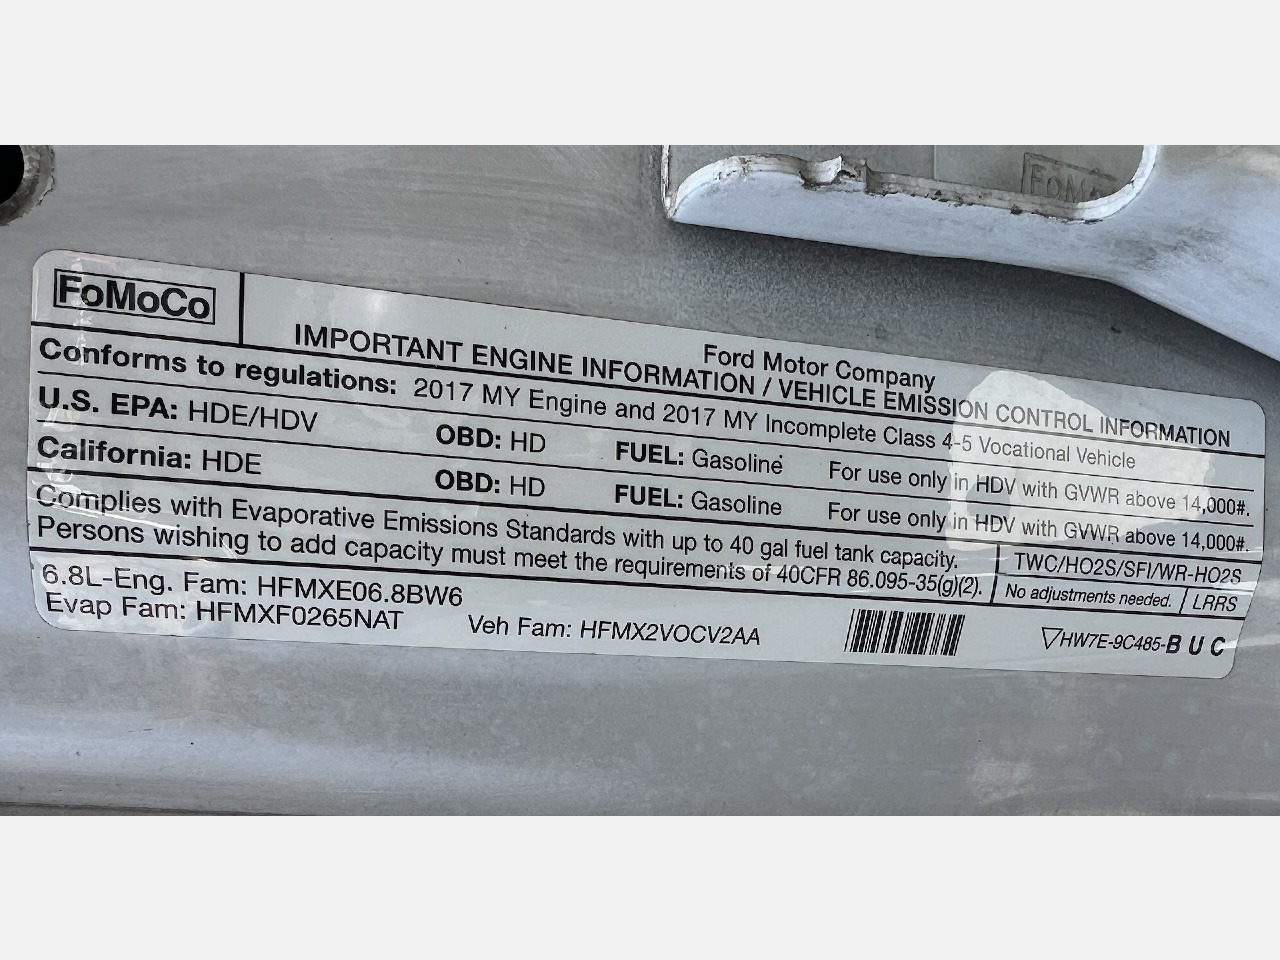 FoMoCo
Ford Motor Company
IMPORTANT ENGINE INFORMATION / VEHICLE EMISSION CONTROL INFORMATION
Conforms to regulations: 2017 MY Engine and 2017 MY Incomplete Class 4-5 Vocational Vehicle
U.S. EPA: HDE/HDV OBD: HD FUEL: Gasoline For use only in HDV with GVWR above 14,000#.
California: HDE OBD: HD FUEL: Gasoline For use only in HDV with GVWR above 14,000#.
Complies with Evaporative Emissions Standards with up to 40 gal fuel tank capacity.
Persons wishing to add capacity must meet the requirements of 40CFR 86.095-35(g)(2).
TWC/HO2S/SFI/WR-HO2S
No adjustments needed. LRRS
6.8L-Eng. Fam: HFMXE06.8BW6
Evap Fam: HFMXF0265NAT Veh Fam: HFMX2VOCV2AA
HW7E-9C485-B U C